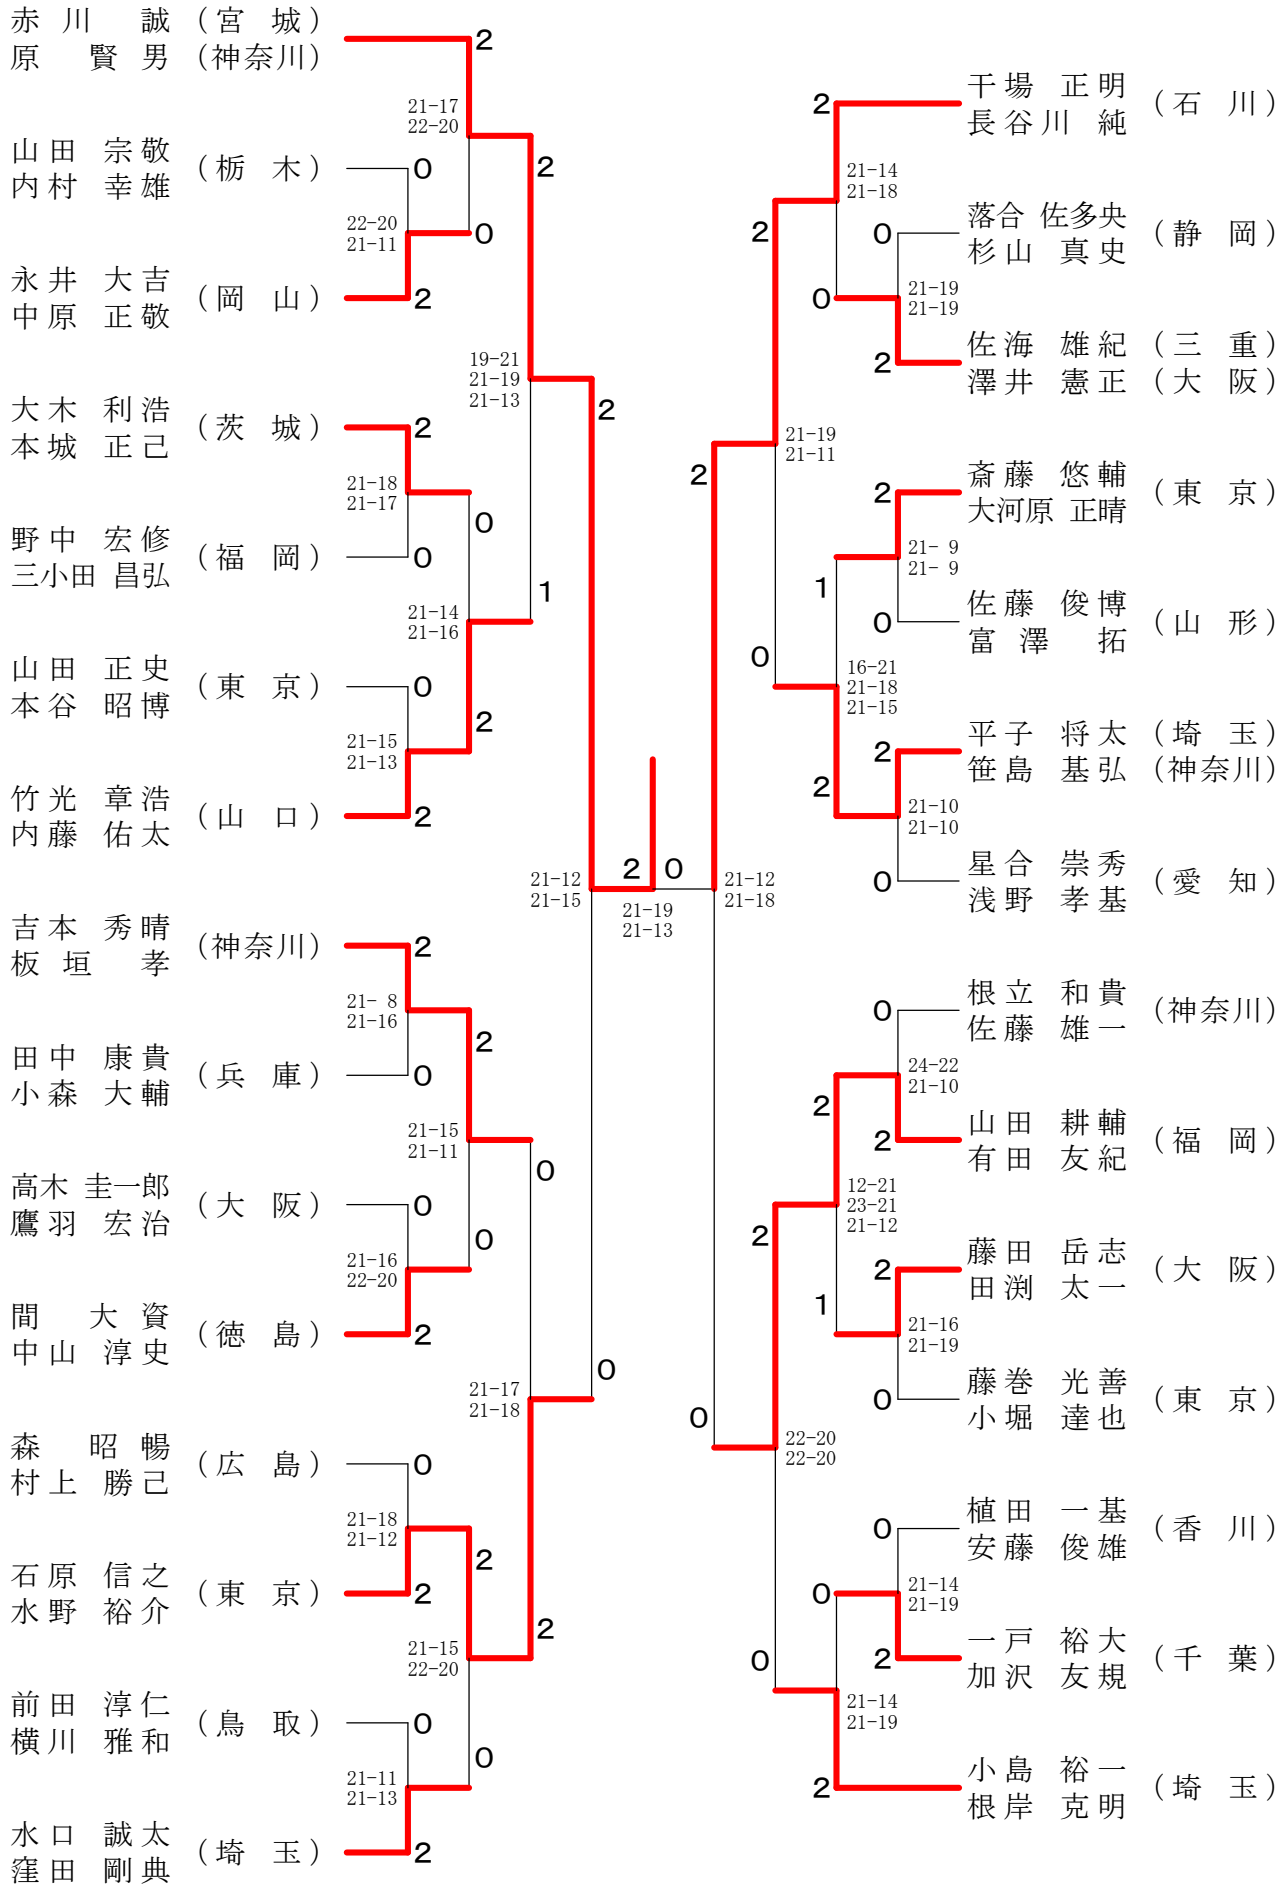 赤川 誠 (宮城)
原 賢男 (神奈川)
2
21-17
22-20
山田 宗敬
内村 幸雄
(栃木)
0
2
22-20
21-11
0
永井 大吉
中原 正敬
(岡山)
2
19-21
21-19
21-13
大木 利浩
本城 正己
(茨城)
2
2
21-18
21-17
0
野中 宏修
三小田 昌弘
(福岡)
0
1
21-14
21-16
山田 正史
本谷 昭博
(東京)
0
2
21-15
21-13
竹光 章浩
内藤 佑太
(山口)
2
21-12
21-15
吉本 秀晴
板垣 孝
(神奈川)
2
21- 8
21-16
2
田中 康貴
小森 大輔
(兵庫)
0
21-15
21-11
0
高木 圭一郎
鷹羽 宏治
(大阪)
0
0
21-16
22-20
間 大資
中山 淳史
(徳島)
2
0
21-17
21-18
森 昭暢
村上 勝己
(広島)
0
21-18
21-12
2
石原 信之
水野 裕介
(東京)
2
2
21-15
22-20
前田 淳仁
横川 雅和
(鳥取)
0
0
21-11
21-13
水口 誠太
窪田 剛典
(埼玉)
2
2 0
21-19
21-13
干場 正明
長谷川 純
(石川)
2
21-14
21-18
落合 佐多央
杉山 真史
(静岡)
0
2
21-19
21-19
0
佐海 雄紀 (三重)
澤井 憲正 (大阪)
2
21-19
21-11
2
斎藤 悠輔
大河原 正晴
(東京)
2
21- 9
21- 9
1
佐藤 俊博
富澤 拓
(山形)
0
0
16-21
21-18
21-15
平子 将太 (埼玉)
笹島 基弘 (神奈川)
2
2
21-10
21-10
星合 崇秀
浅野 孝基
(愛知)
0
21-12
21-18
根立 和貴
佐藤 雄一
(神奈川)
0
24-22
21-10
2
山田 耕輔
有田 友紀
(福岡)
2
12-21
23-21
21-12
2
藤田 岳志
田渕 太一
(大阪)
2
1
21-16
21-19
藤巻 光善
小堀 達也
(東京)
0
0
22-20
22-20
植田 一基
安藤 俊雄
(香川)
0
21-14
21-19
0
一戸 裕大
加沢 友規
(千葉)
2
0
21-14
21-19
小島 裕一
根岸 克明
(埼玉)
2